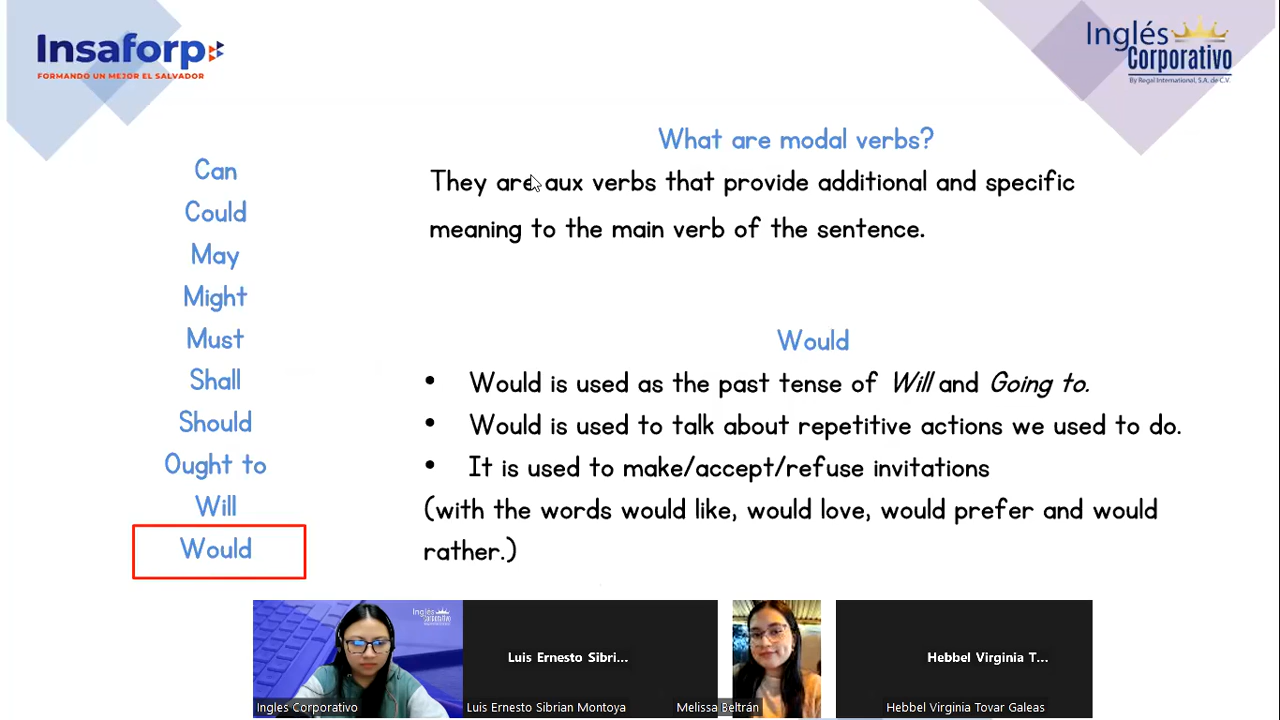 Insaforp
FORMANDO UN MEJOR EL SALVADOR
Inglés
Corporativo
By Regal International, S.A. de C.V.
Can
Could
May
Might
Must
Shall
Should
Ought to
Will
Would
What are modal verbs?
They are aux verbs that provide additional and specific
meaning to the main verb of the sentence.
Would
• Would is used as the past tense of Will and Going to.
• Would is used to talk about repetitive actions we used to do.
• It is used to make/accept/refuse invitations
(with the words would like, would love, would prefer and would
rather.)
Inglés
Corporativo
Luis Ernesto Sibri...
Hebbel Virginia T...
Ingles Corporativo
Luis Ernesto Sibrian Montoya
Melissa Beltrán
Hebbel Virginia Tovar Galeas